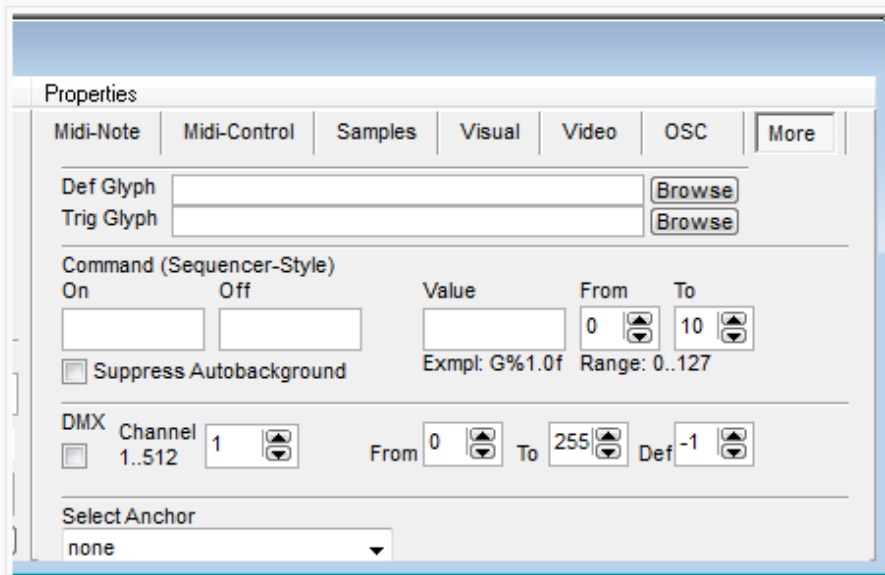 Properties
Midi-Note Midi-Control Samples Visual Video OSC More
Def Glyph Browse
Trig Glyph Browse
Command (Sequencer-Style)
On Off Value From To
0 10
Suppress Autobackground Exmpl: G%1.0f Range: 0..127
DMX Channel 1 From 0 To 255 Def -1
1..512
Select Anchor
none